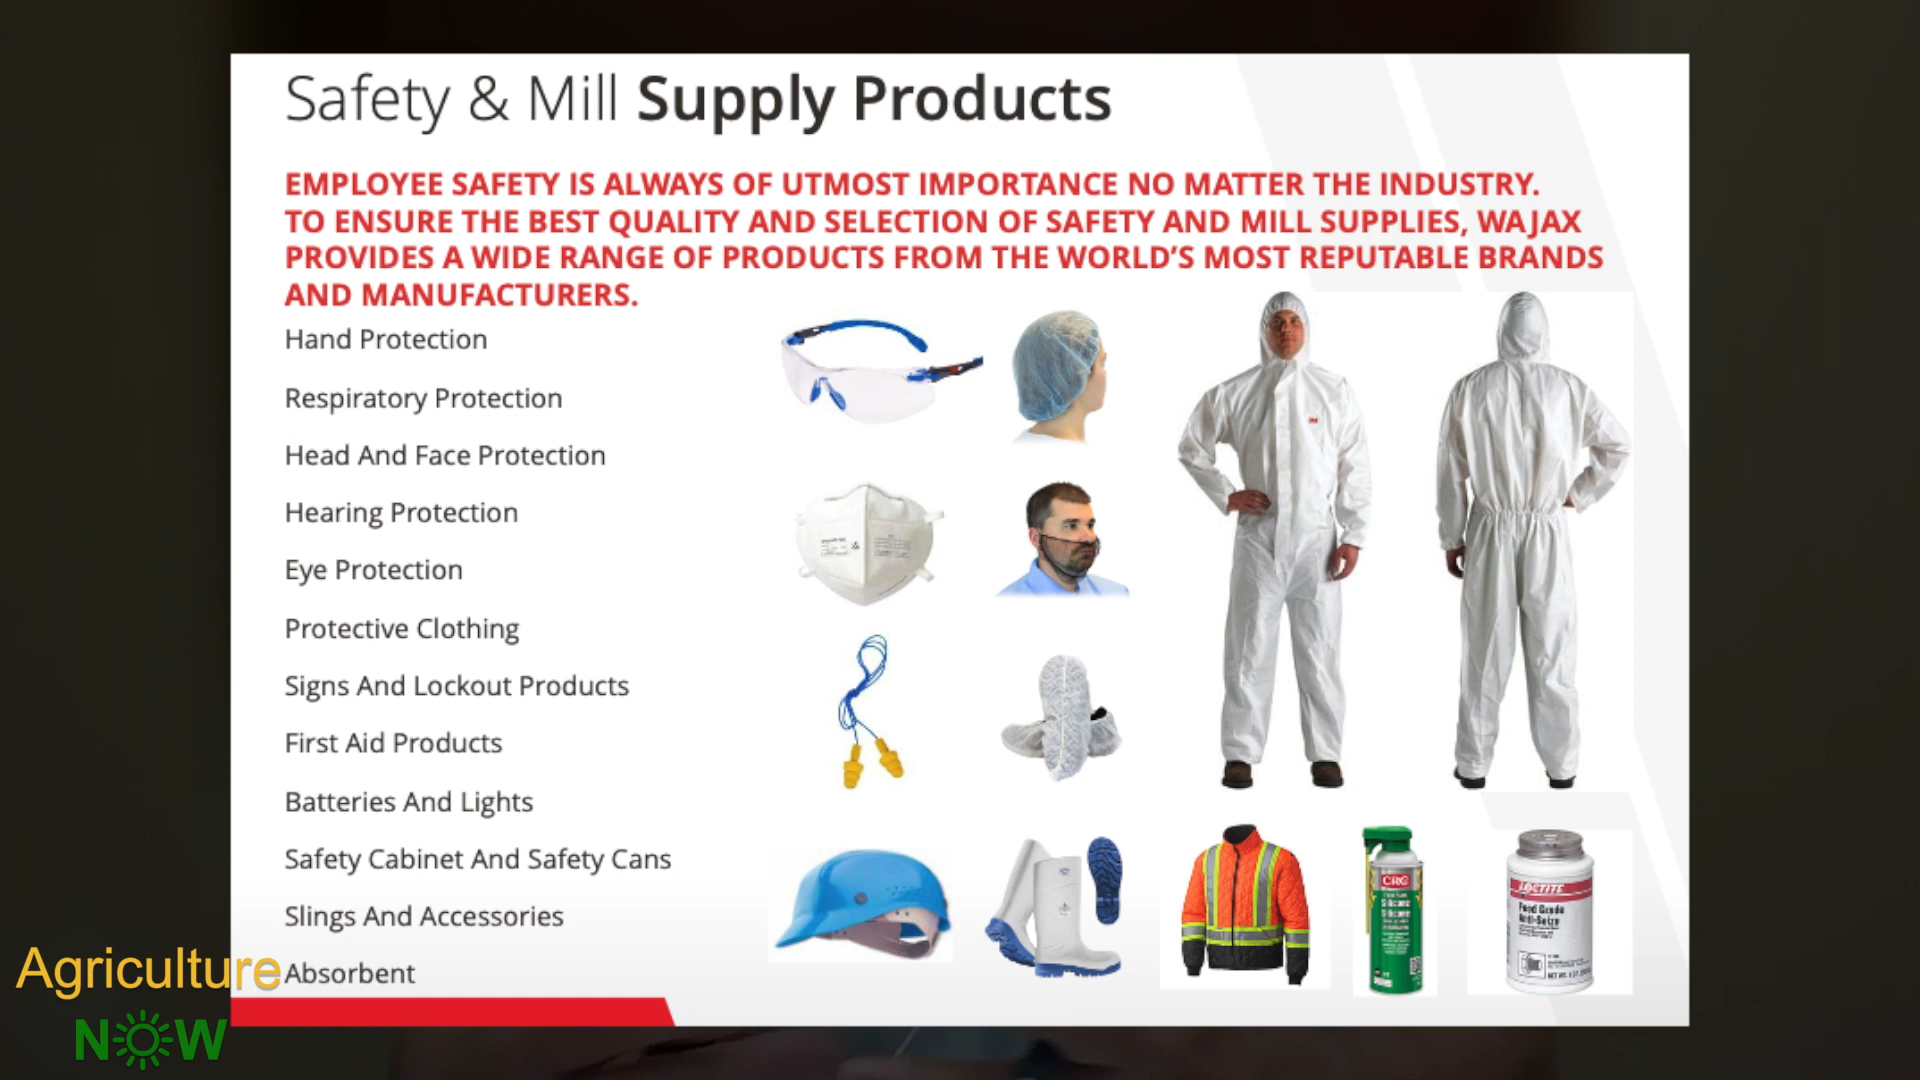 Safety & Mill Supply Products
EMPLOYEE SAFETY IS ALWAYS OF UTMOST IMPORTANCE NO MATTER THE INDUSTRY.
TO ENSURE THE BEST QUALITY AND SELECTION OF SAFETY AND MILL SUPPLIES, WAJAX
PROVIDES A WIDE RANGE OF PRODUCTS FROM THE WORLD’S MOST REPUTABLE BRANDS
AND MANUFACTURERS.
Hand Protection
Respiratory Protection
Head And Face Protection
Hearing Protection
Eye Protection
Protective Clothing
Signs And Lockout Products
First Aid Products
Batteries And Lights
Safety Cabinet And Safety Cans
Slings And Accessories
Absorbent
3M
CRC
Silicone
LOCTITE
Food Grade
Anti-Seize
Agriculture
NOW